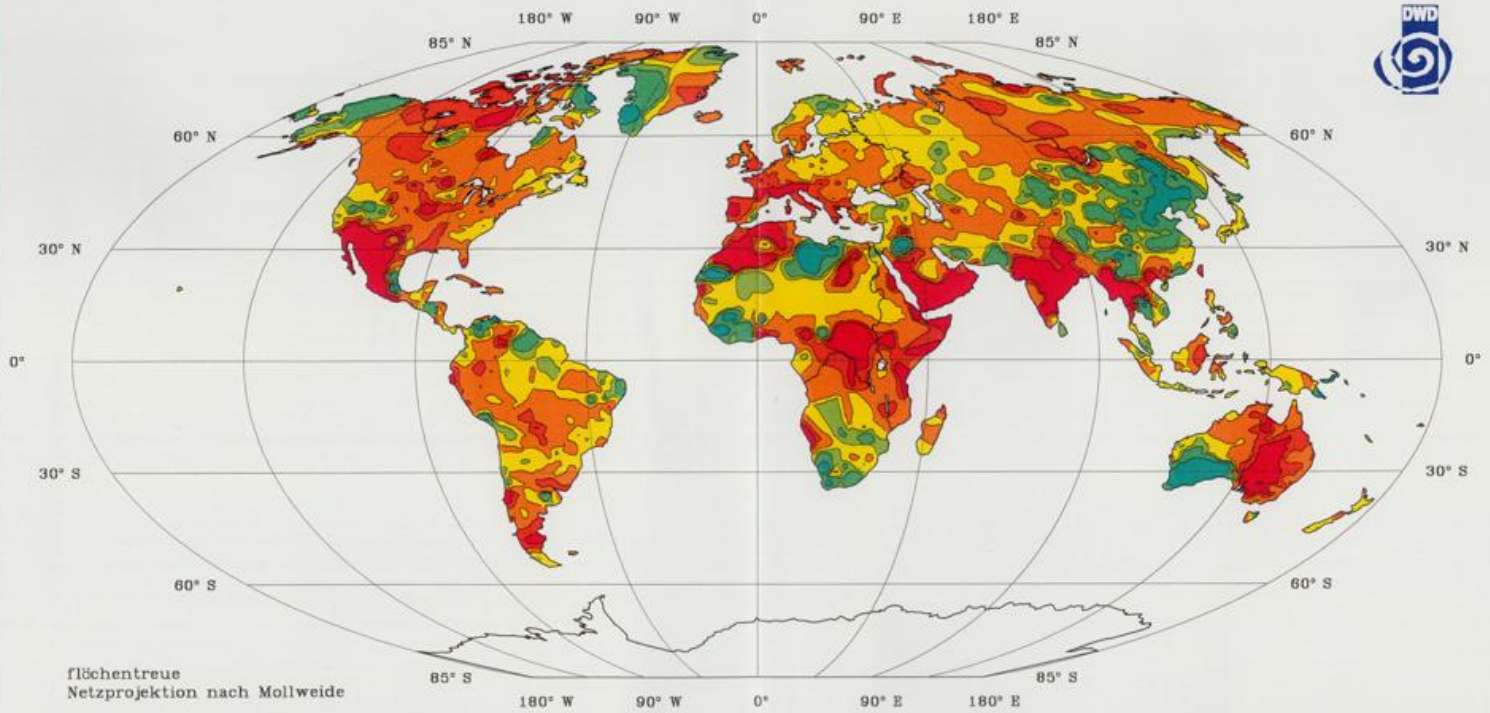 180° W 90° W 0° 90° E 180° E
DWD
85° N 85° N
60° N 60° N
30° N 30° N
0° 0°
30° S 30° S
60° S 60° S
flöchentreue
Netzprojektion nach Mollweide
85° S 85° S
180° W 90° W 0° 90° E 180° E